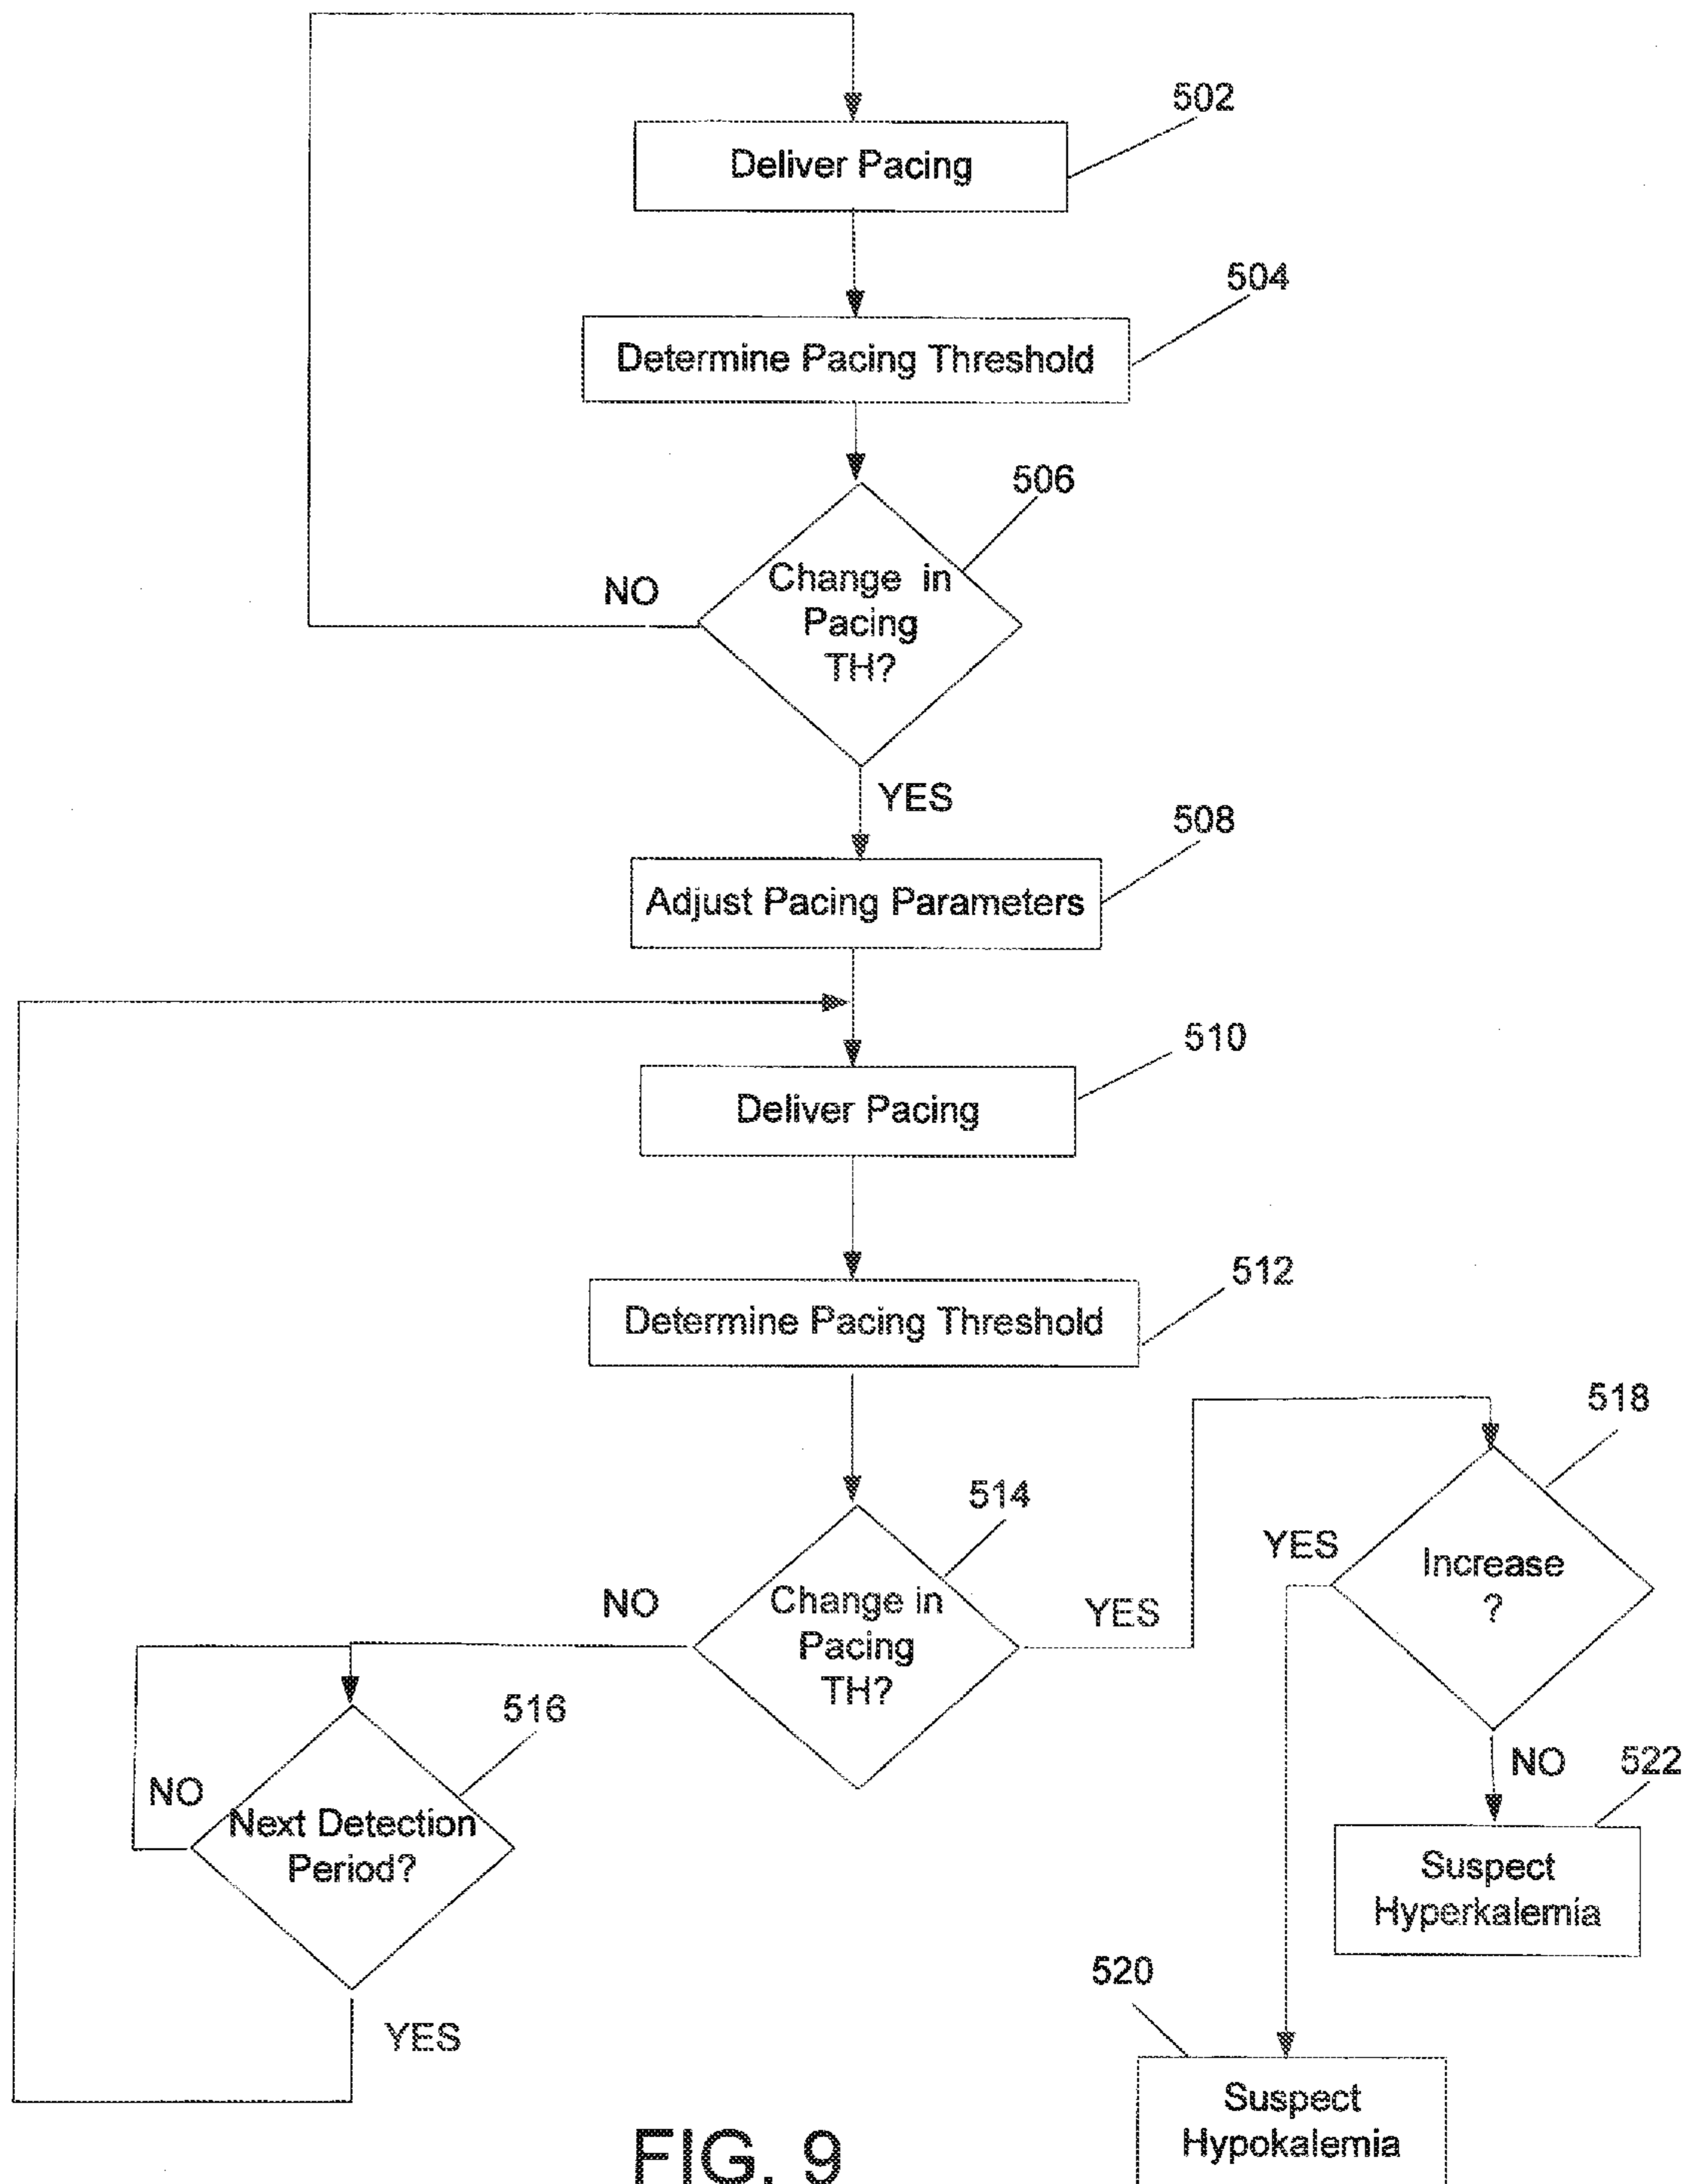 502
Deliver Pacing
504
Determine Pacing Threshold
506
Change in
Pacing
TH?
NO
YES
508
Adjust Pacing Parameters
510
Deliver Pacing
512
Determine Pacing Threshold
514
Change in
Pacing
TH?
NO
YES
518
Increase
?
YES
NO
516
Next Detection
Period?
NO
YES
522
Suspect
Hyperkalemia
520
Suspect
Hypokalemia
FIG. 9